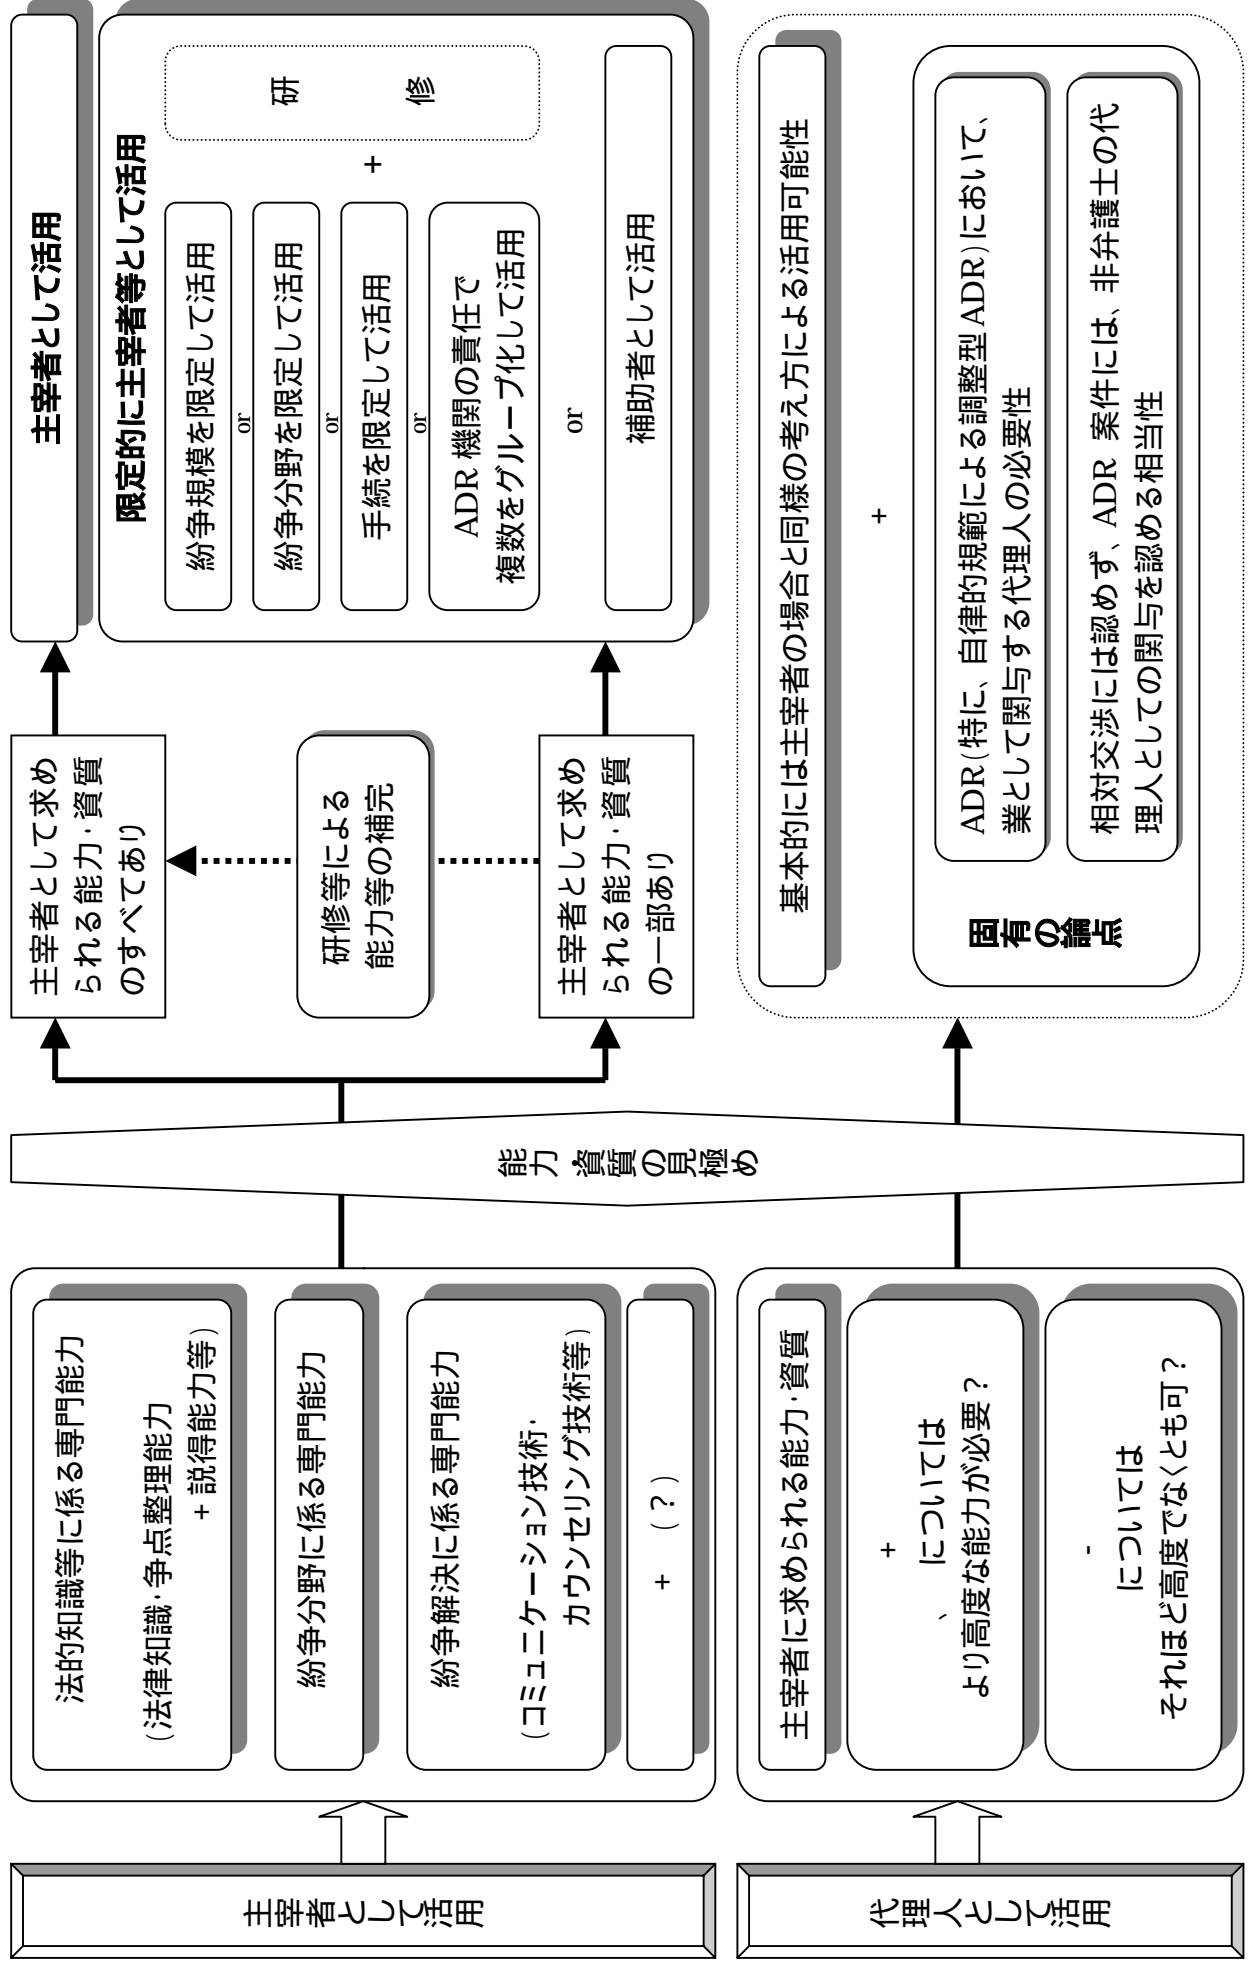 主宰者として活用
法的知識等に係る専門能力
(法律知識・争点整理能力
+ 説得能力等)
紛争分野に係る専門能力
紛争解決に係る専門能力
(コミュニケーション技術・
カウンセリング技術等)
+ (?)
能力・資質の見極め
主宰者として求め
られる能力・資質
のすべてあり
研修等による
能力等の補完
主宰者として求め
られる能力・資質
の一部あり
主宰者として活用
限定的に主宰者等として活用
紛争規模を限定して活用
or
紛争分野を限定して活用
or
手続を限定して活用
or
ADR 機関の責任で
複数をグループ化して活用
+
研修
or
補助者として活用
代理人として活用
主宰者に求められる能力・資質
+
、 については
より高度な能力が必要?
-
については
それほど高度でなくとも可?
基本的には主宰者の場合と同様の考え方による活用可能性
+
固有の論点
ADR(特に、自律的規範による調整型 ADR)において、
業として関与する代理人の必要性
相対交渉には認めず、ADR 案件には、非弁護士の代
理人としての関与を認める相当性